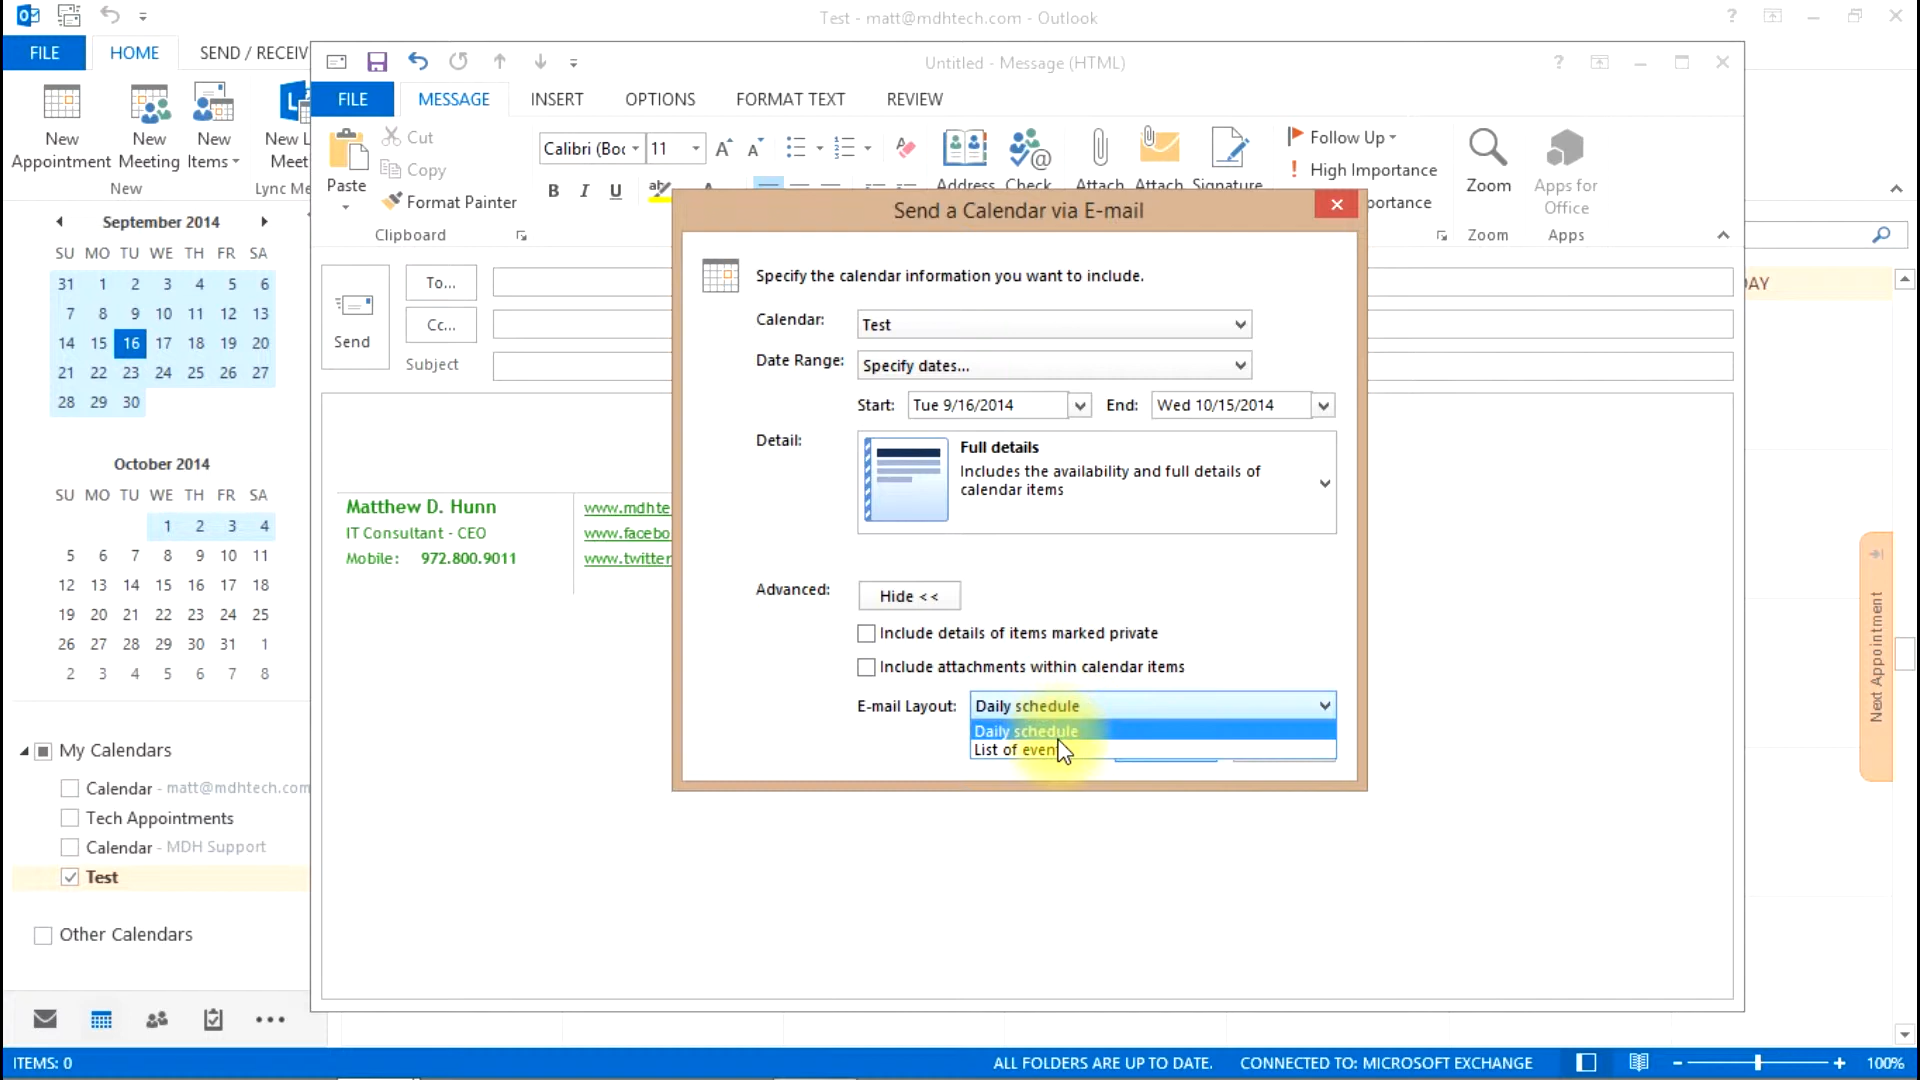 Test - matt@mdhtech.com - Outlook
FILE HOME SEND / RECEIV
New Appointment
New Meeting
New Items
New L
Meet
New
Lync Me
Untitled - Message (HTML)
FILE MESSAGE INSERT OPTIONS FORMAT TEXT REVIEW
Paste
Cut
Copy
Format Painter
Clipboard
Calibri (Boc 11
B I U
Address Check Attach Attach Signature
Follow Up
High Importance
portance
Zoom
Zoom
Apps for
Office
Apps
September 2014
SU MO TU WE TH FR SA
31 1 2 3 4 5 6
7 8 9 10 11 12 13
14 15 16 17 18 19 20
21 22 23 24 25 26 27
28 29 30
October 2014
SU MO TU WE TH FR SA
1 2 3 4
5 6 7 8 9 10 11
12 13 14 15 16 17 18
19 20 21 22 23 24 25
26 27 28 29 30 31 1
2 3 4 5 6 7 8
My Calendars
Calendar - matt@mdhtech.com
Tech Appointments
Calendar - MDH Support
Test
Other Calendars
Send
To...
Cc...
Subject
Matthew D. Hunn
IT Consultant - CEO
Mobile: 972.800.9011
www.mdhte
www.facebo
www.twitter
Send a Calendar via E-mail
Specify the calendar information you want to include.
Calendar: Test
Date Range: Specify dates...
Start: Tue 9/16/2014 End: Wed 10/15/2014
Detail: Full details
Includes the availability and full details of
calendar items
Advanced: Hide <<
Include details of items marked private
Include attachments within calendar items
E-mail Layout: Daily schedule
Daily schedule
List of even
DAY
Next Appointment
ITEMS: 0
ALL FOLDERS ARE UP TO DATE. CONNECTED TO: MICROSOFT EXCHANGE 100%